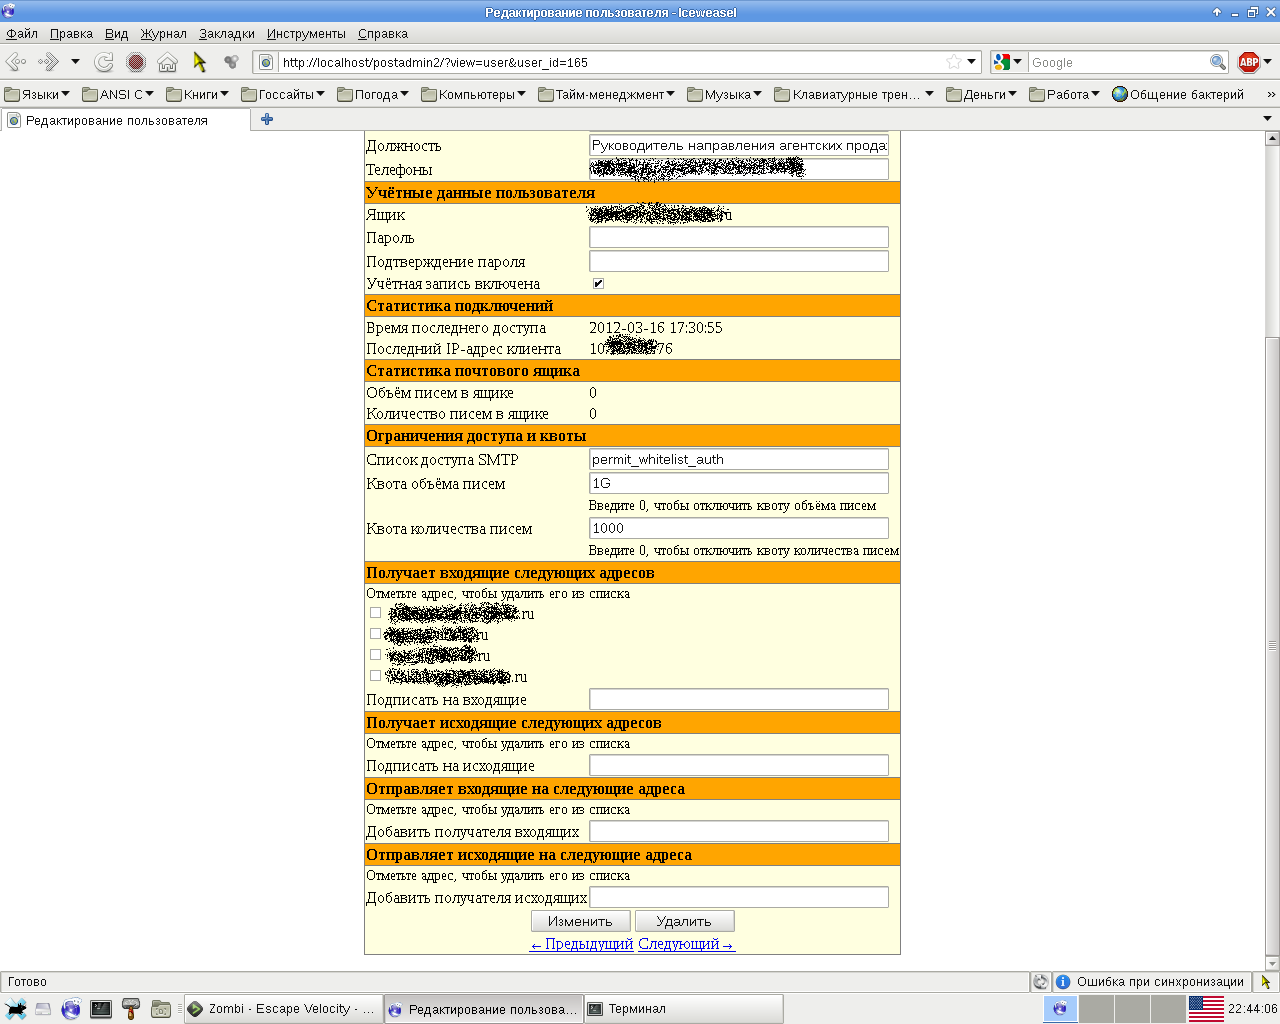 Редактирование пользователя - Iceweasel
Файл Правка Вид Журнал Закладки Инструменты Справка
http://localhost/postadmin2/?view=user&user_id=165 Google ABP
Языки ANSI C Книги Госсайты Погода Компьютеры Тайм-менеджмент Музыка Клавиатурные трен... Деньги Работа Общение бактерий »
Редактирование пользователя
Должность Руководитель направления агентских прода
Телефоны
Учётные данные пользователя
Ящик ru
Пароль
Подтверждение пароля
Учётная запись включена
Статистика подключений
Время последнего доступа 2012-03-16 17:30:55
Последний IP-адрес клиента 10. 76
Статистика почтового ящика
Объём писем в ящике 0
Количество писем в ящике 0
Ограничения доступа и квоты
Список доступа SMTP permit_whitelist_auth
Квота объёма писем 1G
Введите 0, чтобы отключить квоту объёма писем
Квота количества писем 1000
Введите 0, чтобы отключить квоту количества писем
Получает входящие следующих адресов
Отметьте адрес, чтобы удалить его из списка
.ru
.ru
.ru
.ru
Подписать на входящие
Получает исходящие следующих адресов
Отметьте адрес, чтобы удалить его из списка
Подписать на исходящие
Отправляет входящие на следующие адреса
Отметьте адрес, чтобы удалить его из списка
Добавить получателя входящих
Отправляет исходящие на следующие адреса
Отметьте адрес, чтобы удалить его из списка
Добавить получателя исходящих
Изменить Удалить
←Предыдущий Следующий→
Готово Ошибка при синхронизации
Zombi - Escape Velocity - ... Редактирование пользова... Терминал 22:44:06